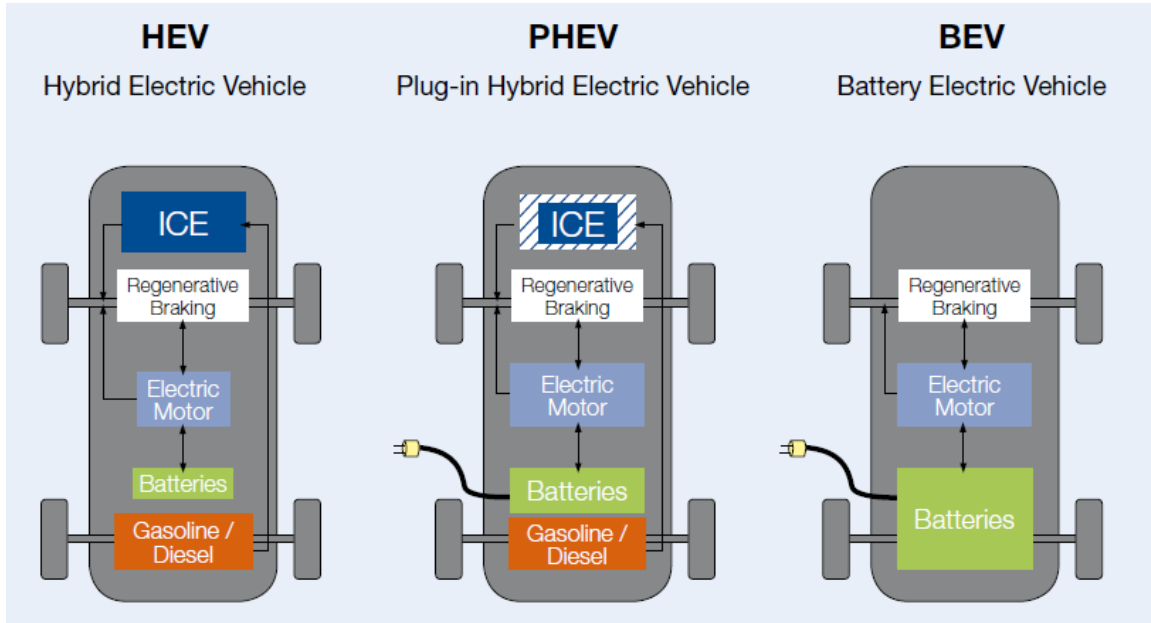 HEV
Hybrid Electric Vehicle
ICE
Regenerative
Braking
Electric
Motor
Batteries
Gasoline /
Diesel
PHEV
Plug-in Hybrid Electric Vehicle
ICE
Regenerative
Braking
Electric
Motor
Batteries
Gasoline /
Diesel
BEV
Battery Electric Vehicle
Regenerative
Braking
Electric
Motor
Batteries